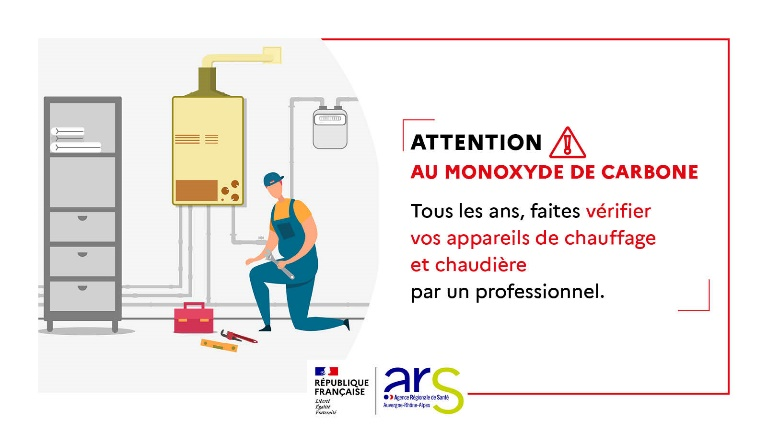 ATTENTION
AU MONOXYDE DE CARBONE
Tous les ans, faites vérifier
vos appareils de chauffage
et chaudière
par un professionnel.
RÉPUBLIQUE
FRANÇAISE
Liberté
Égalité
Fraternité
ars
Agence Régionale de Santé
Auvergne-Rhône-Alpes